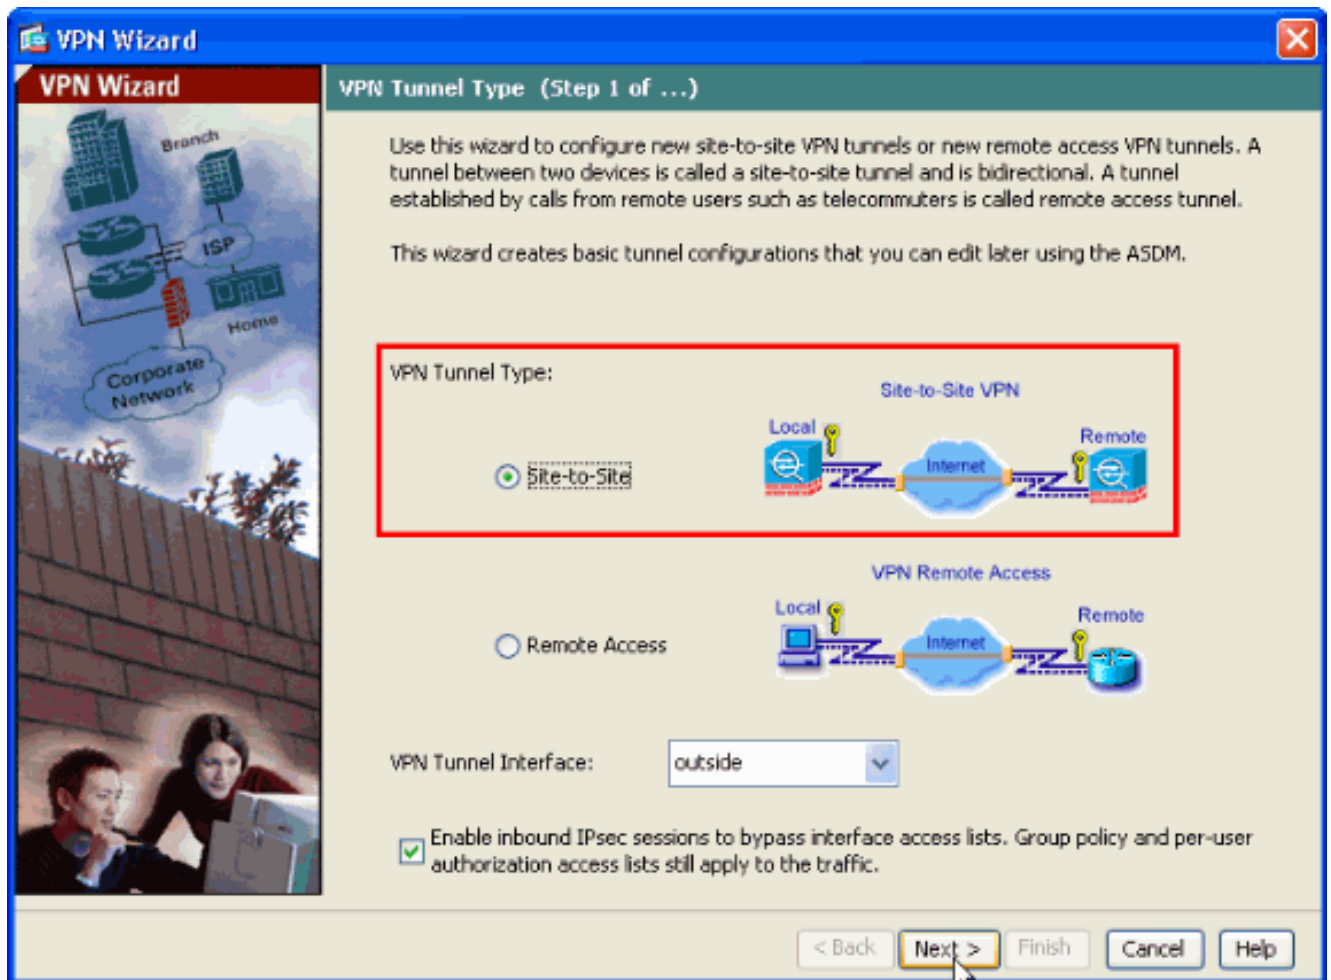 VPN Wizard
VPN Wizard
Branch
ISP
Home
Corporate
Network
VPN Tunnel Type (Step 1 of ...)
Use this wizard to configure new site-to-site VPN tunnels or new remote access VPN tunnels. A
tunnel between two devices is called a site-to-site tunnel and is bidirectional. A tunnel
established by calls from remote users such as telecommuters is called remote access tunnel.
This wizard creates basic tunnel configurations that you can edit later using the ASDM.
VPN Tunnel Type:
Site-to-Site VPN
Local
Remote
Internet
Site-to-Site
VPN Remote Access
Local
Remote
Internet
Remote Access
VPN Tunnel Interface: outside
Enable inbound IPsec sessions to bypass interface access lists. Group policy and per-user
authorization access lists still apply to the traffic.
< Back Next > Finish Cancel Help